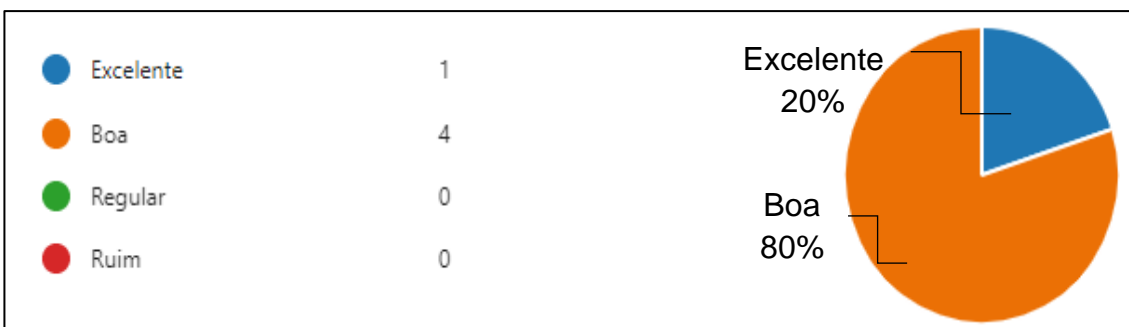 Excelente 1
Boa 4
Regular 0
Ruim 0
Excelente
20%
Boa
80%